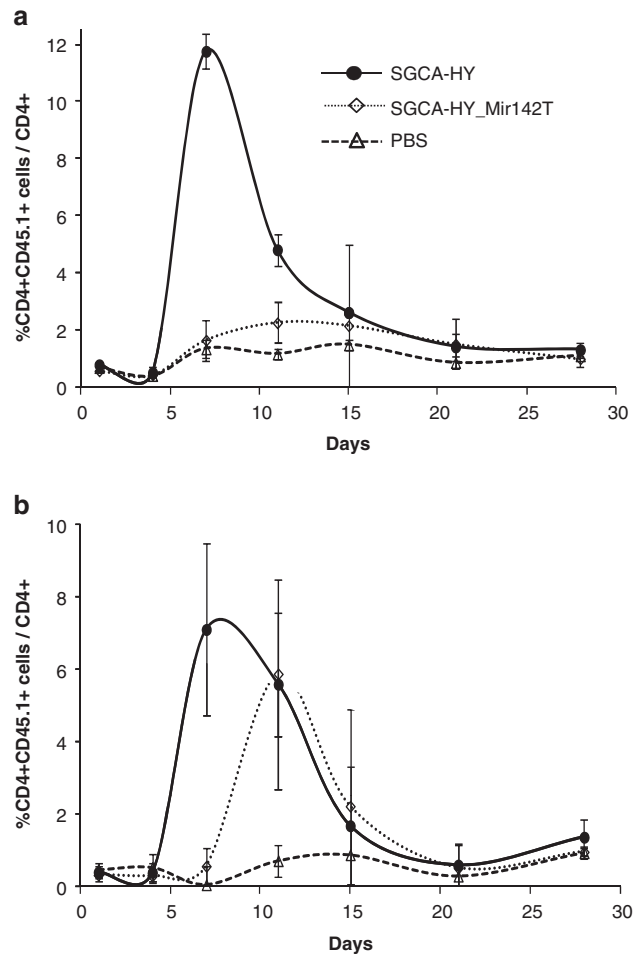 a
12
10
8
6
4
2
0
%CD4+CD45.1+ cells / CD4+
SGCA-HY
SGCA-HY_Mir142T
PBS
0 5 10 15 20 25 30
Days
b
10
8
6
4
2
0
%CD4+CD45.1+ cells / CD4+
0 5 10 15 20 25 30
Days